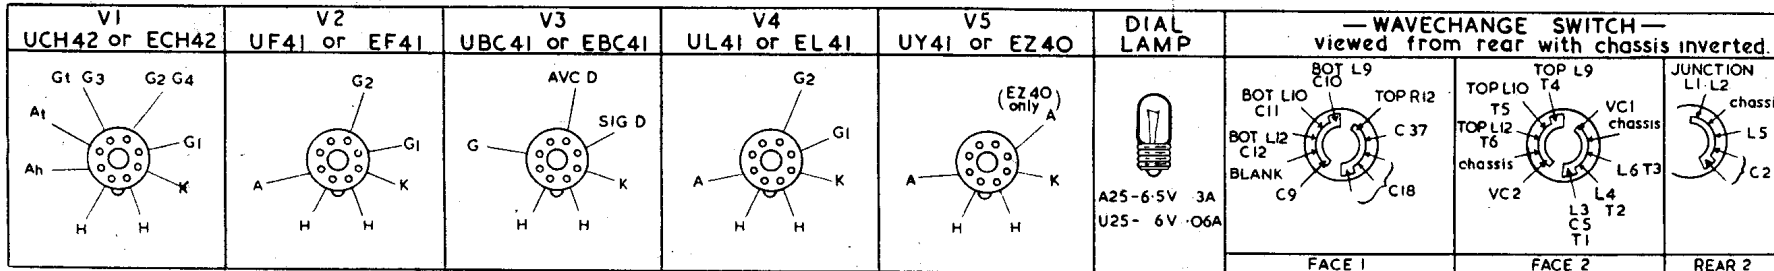 V1
UCH42 or ECH42
Gt G3
G2 G4
At
G1
Ah
K
H
H
V2
UF41 or EF41
G2
G1
A
K
H
H
V3
UBC41 or EBC41
AVC D
SIG D
G
K
H
H
V4
UL41 or EL41
G2
G1
A
K
H
H
V5
UY41 or EZ40
(EZ40
only)
A
A
K
H
H
DIAL
LAMP
A25-6·5V ·3A
U25- 6V ·06A
— WAVECHANGE SWITCH —
viewed from rear with chassis inverted.
BOT L9
C10
BOT L10
C11
TOP R12
BOT L12
C12
C37
BLANK
C9
C18
FACE 1
TOP L9
T4
TOP L10
T5
VC1
chassis
TOP L12
T6
chassis
L6 T3
VC2
L4
T2
L3
C5
T1
FACE 2
JUNCTION
L1·L2
chassi
L5
C2
REAR 2